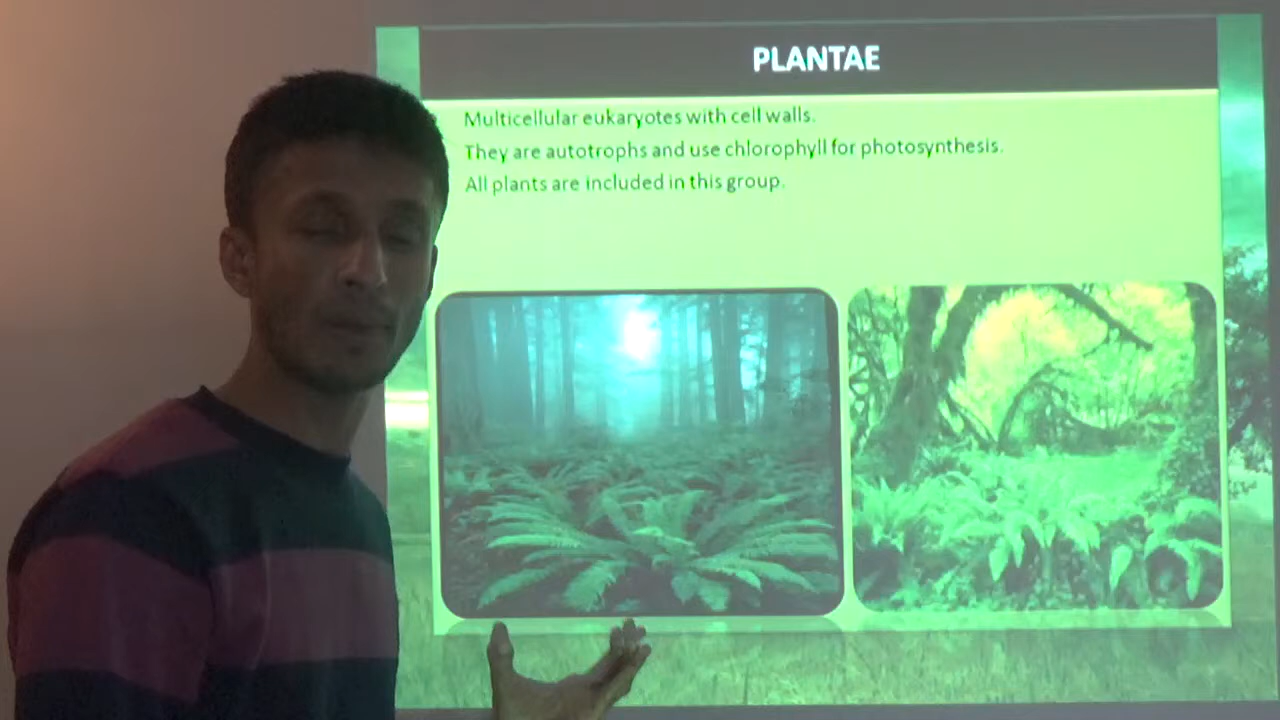 PLANTAE
Multicellular eukaryotes with cell walls.
They are autotrophs and use chlorophyll for photosynthesis.
All plants are included in this group.